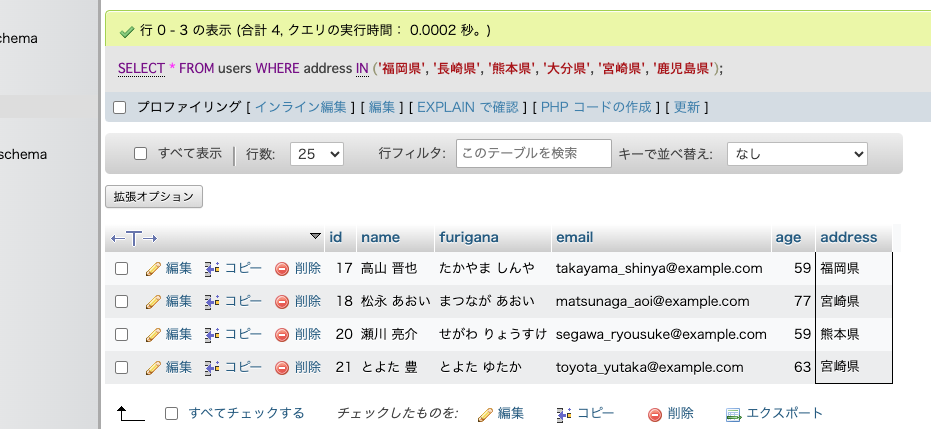 chema
schema
行 0 - 3 の表示 (合計 4, クエリの実行時間： 0.0002 秒。)
SELECT * FROM users WHERE address IN ('福岡県', '長崎県', '熊本県', '大分県', '宮崎県', '鹿児島県');
プロファイリング [ インライン編集 ] [ 編集 ] [ EXPLAIN で確認 ] [ PHP コードの作成 ] [ 更新 ]
すべて表示 行数: 25 行フィルタ: このテーブルを検索 キーで並べ替え: なし
拡張オプション
←T→ id name furigana email age address
編集 コピー 削除 17 高山 晋也 たかやま しんや takayama_shinya@example.com 59 福岡県
編集 コピー 削除 18 松永 あおい まつなが あおい matsunaga_aoi@example.com 77 宮崎県
編集 コピー 削除 20 瀬川 亮介 せがわ りょうすけ segawa_ryousuke@example.com 59 熊本県
編集 コピー 削除 21 とよた 豊 とよた ゆたか toyota_yutaka@example.com 63 宮崎県
すべてチェックする チェックしたものを: 編集 コピー 削除 エクスポート